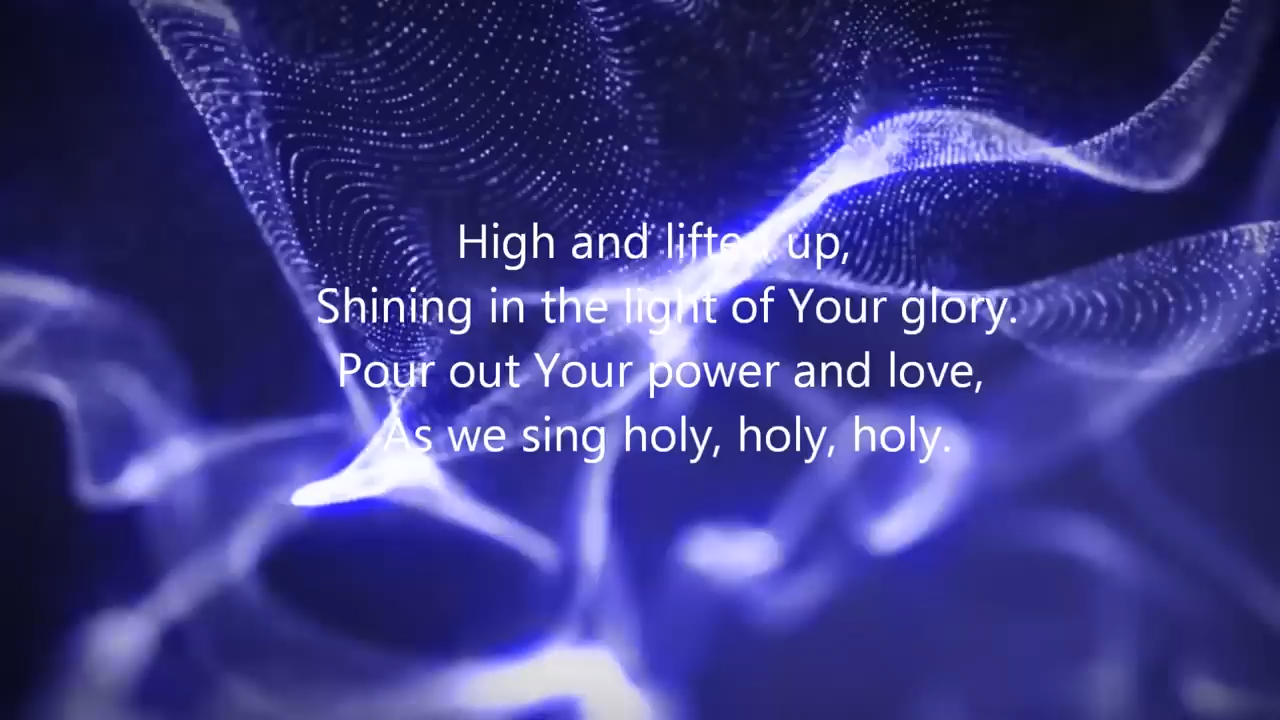 High and lifted up,
Shining in the light of Your glory.
Pour out Your power and love,
As we sing holy, holy, holy.